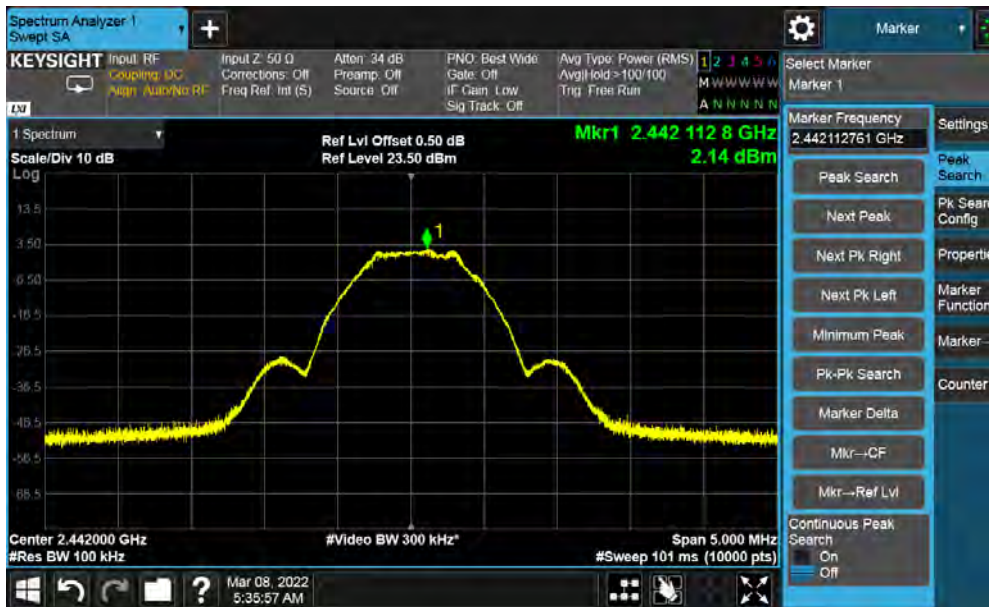 Spectrum Analyzer 1
Swept SA
+
Marker
KEYSIGHT
Input: RF
Coupling: DC
Align: Auto/No RF
Input Z: 50 Ω
Corrections: Off
Freq Ref: Int (S)
Atten: 34 dB
Preamp: Off
Source: Off
PNO: Best Wide
Gate: Off
IF Gain: Low
Sig Track: Off
Avg Type: Power (RMS)
Avg|Hold:>100/100
Trig: Free Run
1 2 3 4 5 6
M W W W W W
A N N N N N
LXI
Select Marker
Marker 1
1 Spectrum
Scale/Div 10 dB
Log
Ref Lvl Offset 0.50 dB
Ref Level 23.50 dBm
Mkr1 2.442 112 8 GHz
2.14 dBm
13.5
3.50
-6.50
-16.5
-26.5
-36.5
-46.5
-56.5
-66.5
1
Center 2.442000 GHz
#Res BW 100 kHz
#Video BW 300 kHz*
Span 5.000 MHz
#Sweep 101 ms (10000 pts)
Marker Frequency
2.442112761 GHz
Peak Search
Next Peak
Next Pk Right
Next Pk Left
Minimum Peak
Pk-Pk Search
Marker Delta
Mkr→CF
Mkr→Ref Lvl
Continuous Peak
Search
On
Off
Settings
Peak
Search
Pk Sear
Config
Properti
Marker
Function
Marker→
Counter
?
Mar 08, 2022
5:35:57 AM